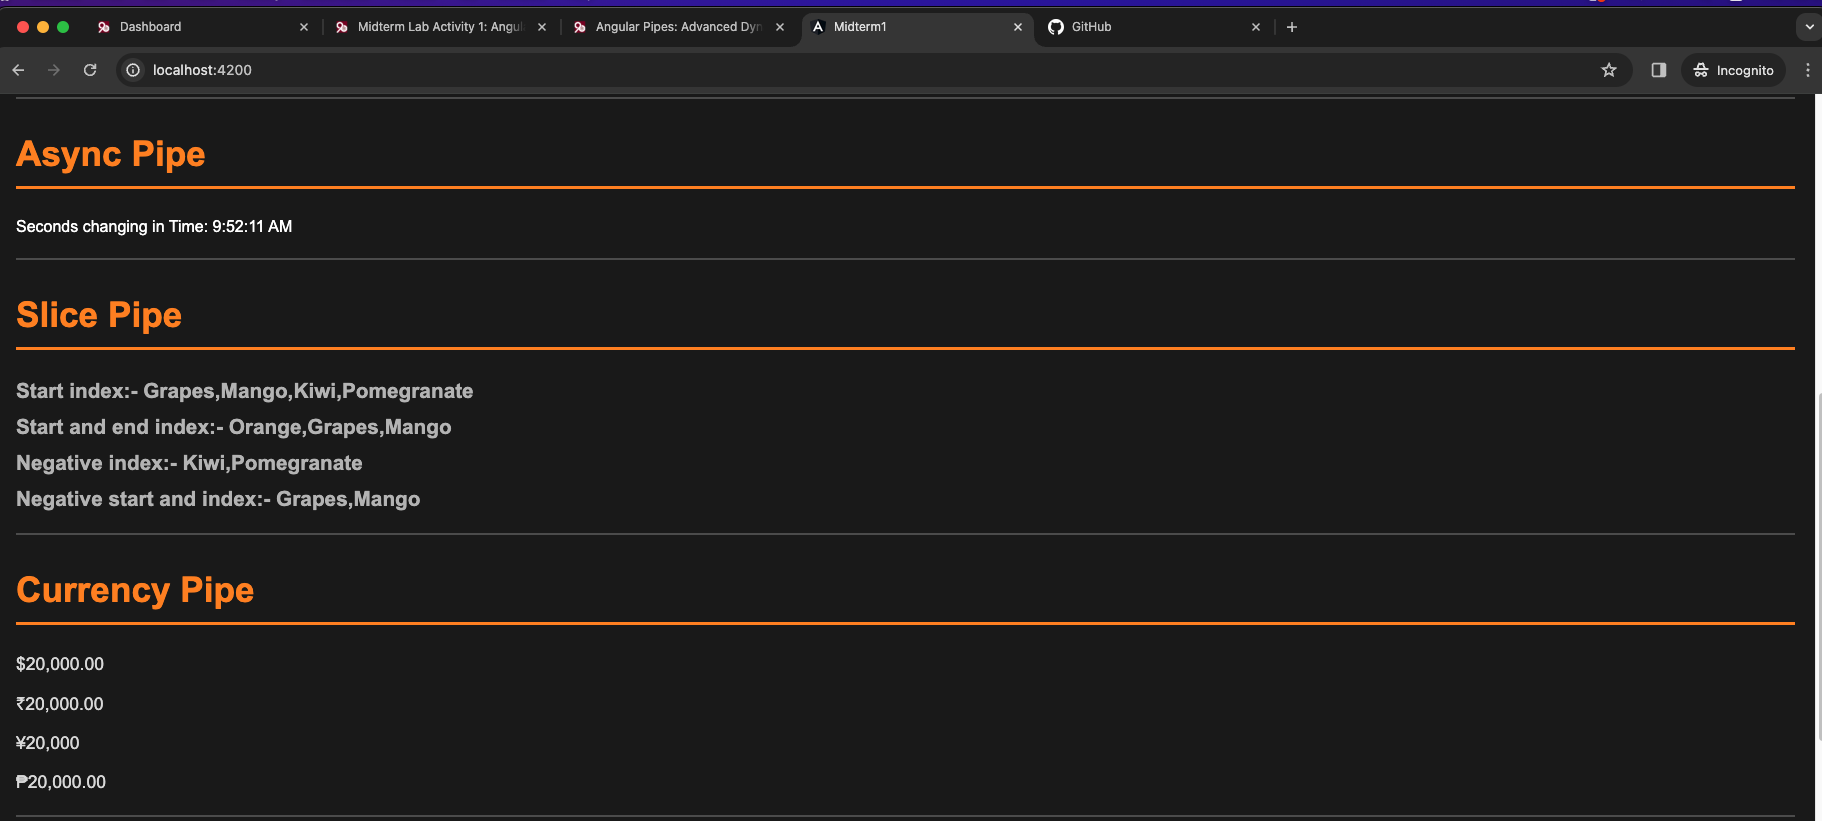 Dashboard
Midterm Lab Activity 1: Angul
Angular Pipes: Advanced Dyn
Midterm1
GitHub
localhost:4200
Incognito
Async Pipe
Seconds changing in Time: 9:52:11 AM
Slice Pipe
Start index:- Grapes,Mango,Kiwi,Pomegranate
Start and end index:- Orange,Grapes,Mango
Negative index:- Kiwi,Pomegranate
Negative start and index:- Grapes,Mango
Currency Pipe
$20,000.00
₹20,000.00
¥20,000
₱20,000.00